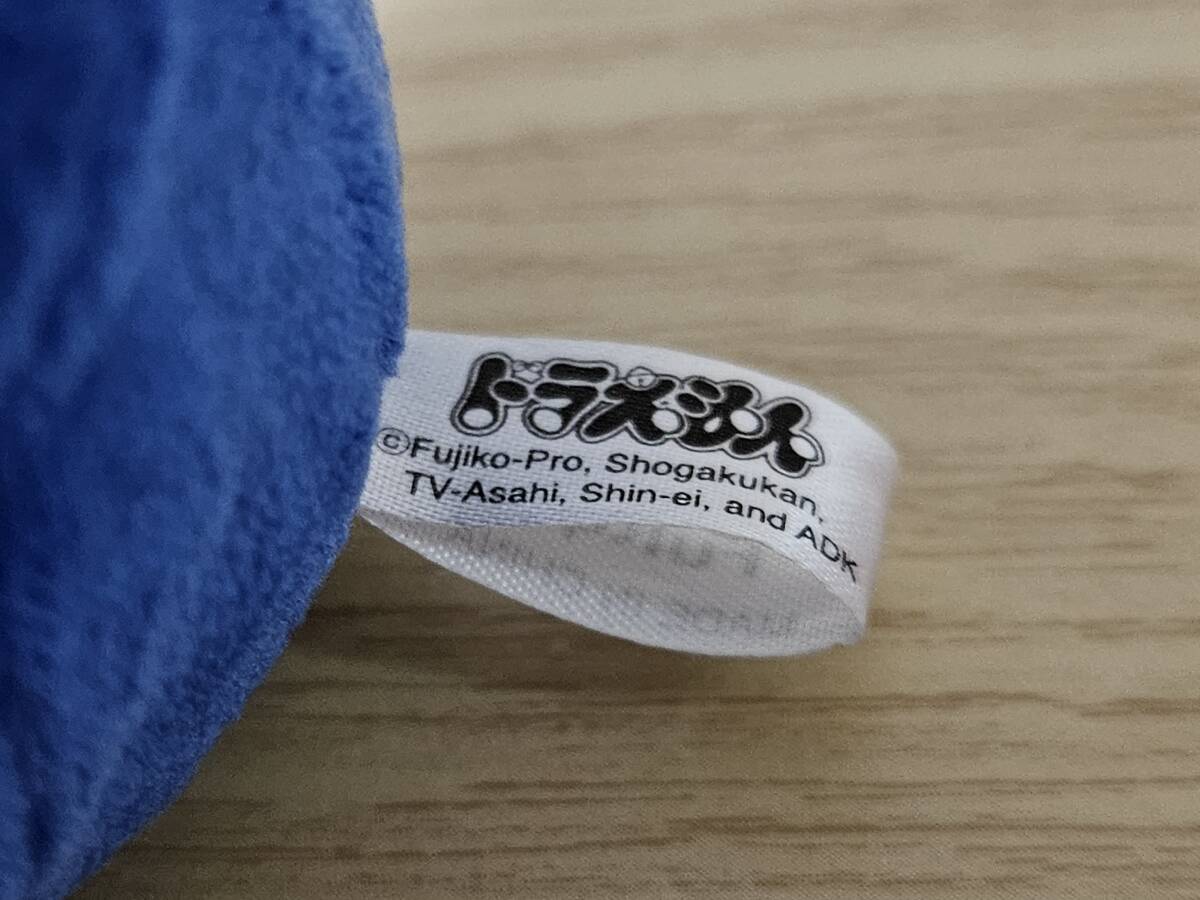 ドラえもん
©Fujiko-Pro, Shogakukan,
TV-Asahi, Shin-ei, and ADK